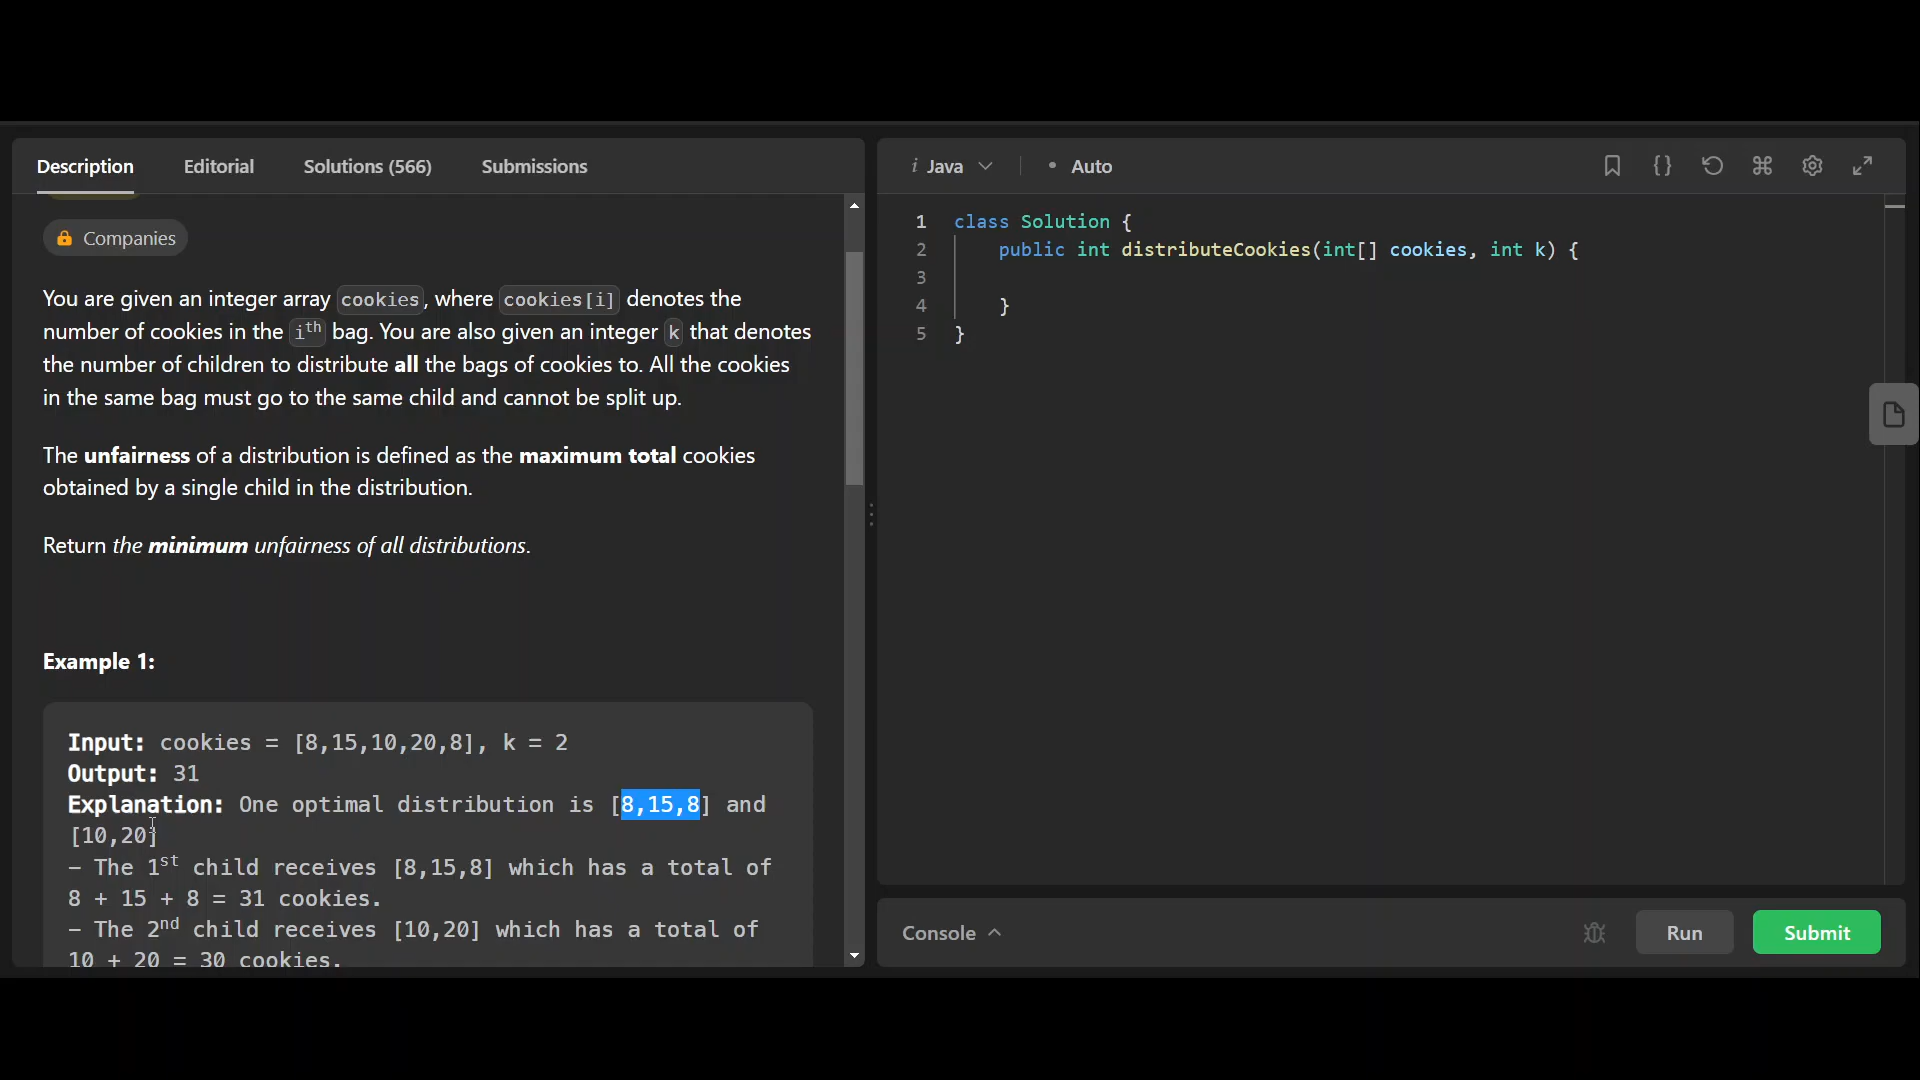 Description Editorial Solutions (566) Submissions
Companies
You are given an integer array cookies, where cookies[i] denotes the
number of cookies in the ith bag. You are also given an integer k that denotes
the number of children to distribute all the bags of cookies to. All the cookies
in the same bag must go to the same child and cannot be split up.
The unfairness of a distribution is defined as the maximum total cookies
obtained by a single child in the distribution.
Return the minimum unfairness of all distributions.
Example 1:
Input: cookies = [8,15,10,20,8], k = 2
Output: 31
Explanation: One optimal distribution is [8,15,8] and
[10,20]
- The 1st child receives [8,15,8] which has a total of
8 + 15 + 8 = 31 cookies.
- The 2nd child receives [10,20] which has a total of
10 + 20 = 30 cookies.
i Java • Auto
1 class Solution {
2 public int distributeCookies(int[] cookies, int k) {
3
4 }
5 }
Console Run Submit